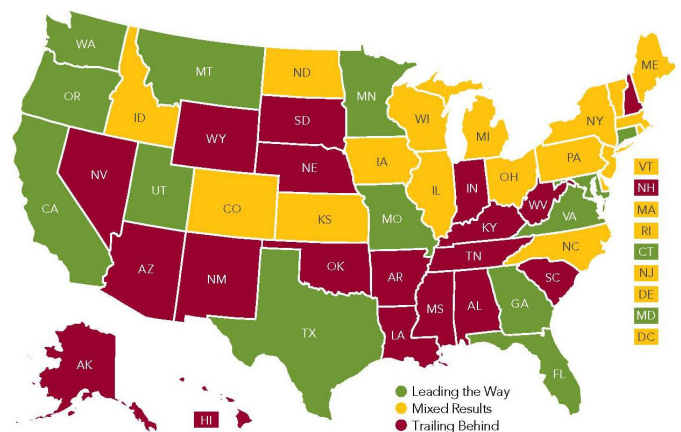 WA
MT
ND
MN
ME
OR
ID
SD
WI
MI
NY
WY
IA
PA
NE
VT
NV
NH
UT
IL
IN
OH
MA
CA
CO
KS
MO
WV
VA
RI
KY
CT
NC
NJ
TN
AZ
NM
OK
AR
SC
DE
MS
AL
GA
MD
LA
DC
TX
AK
FL
HI
Leading the Way
Mixed Results
Trailing Behind